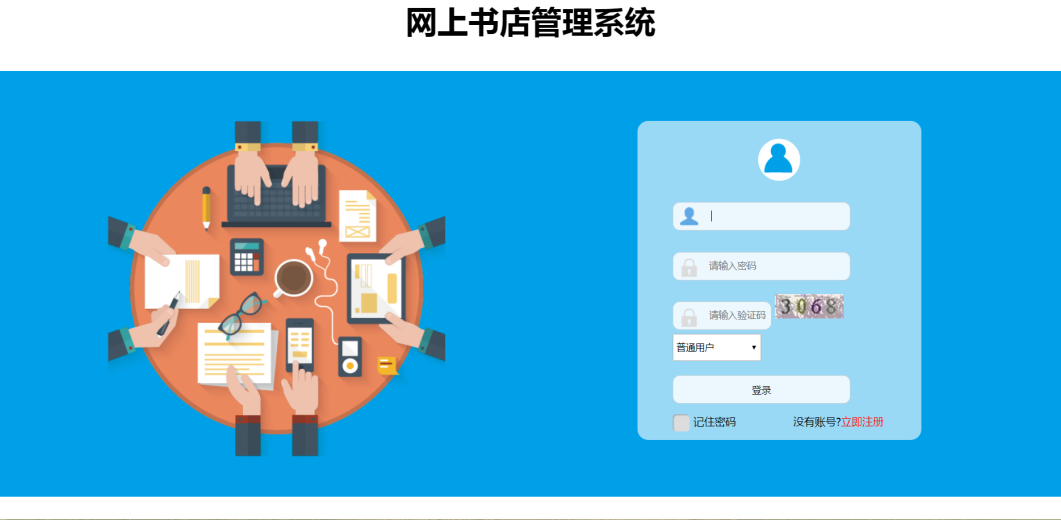 网上书店管理系统
请输入密码
请输入验证码
3068
普通用户
登录
记住密码 没有账号?立即注册